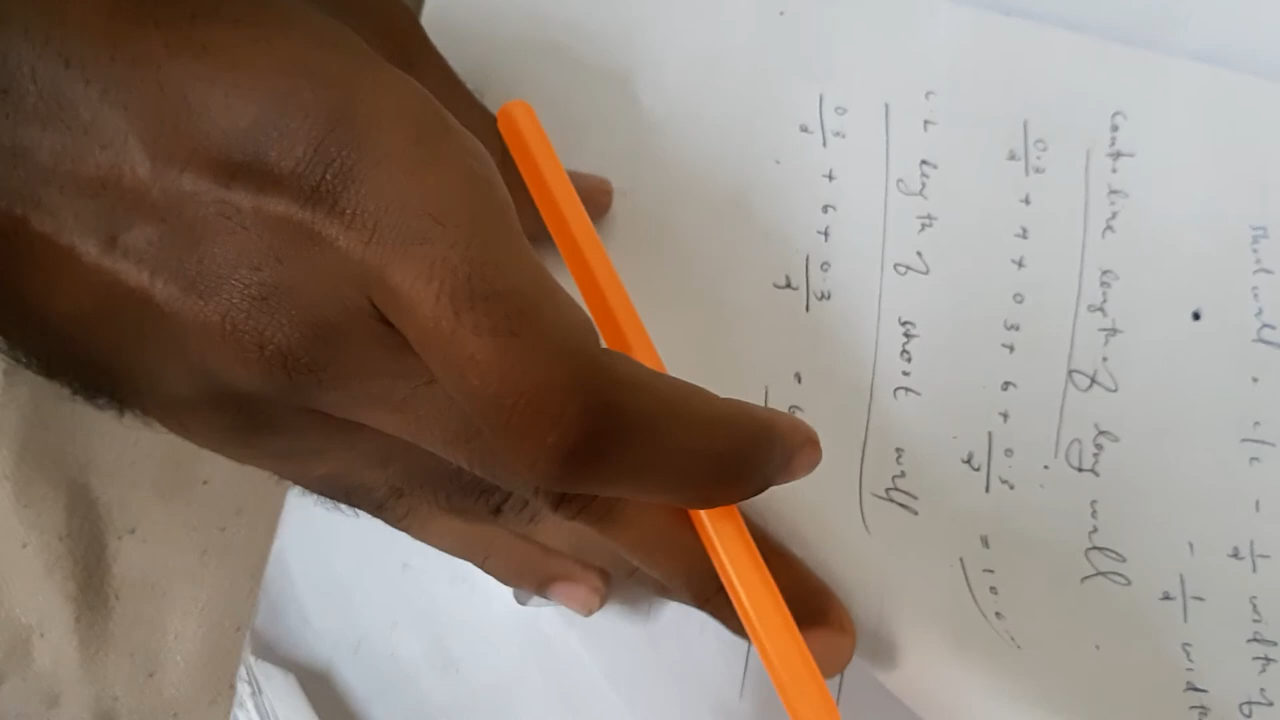 short wall . c/c - 1/2 width of
- 1/2 width
Centre line length of long wall
0.3/2 + 4 + 0.3 + 6 + 0.3/2 = 10.6
C.L length of short wall
0.3/2 + 6 + 0.3/2 = 6